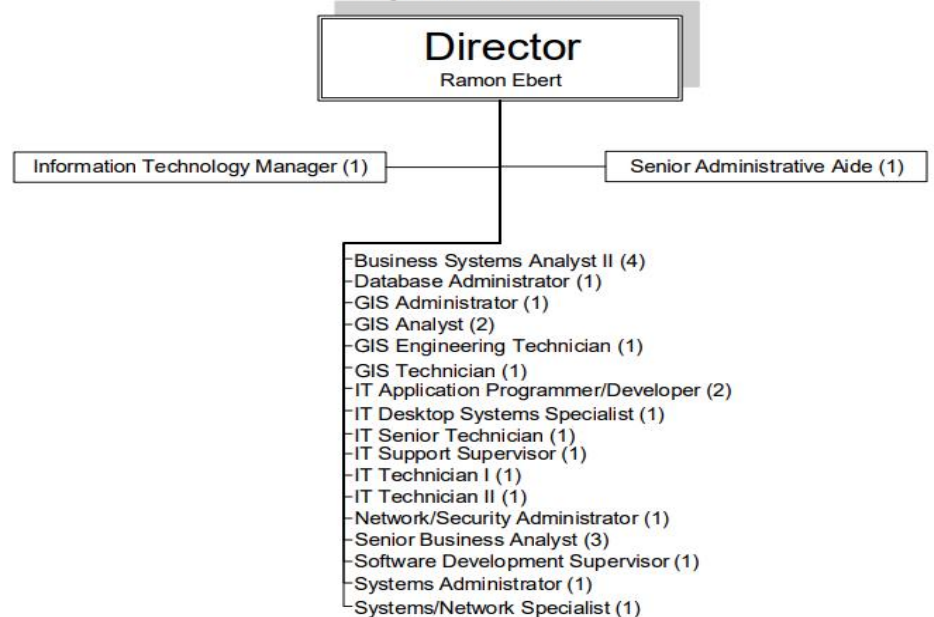 Director
Ramon Ebert
Information Technology Manager (1)
Senior Administrative Aide (1)
Business Systems Analyst II (4)
Database Administrator (1)
GIS Administrator (1)
GIS Analyst (2)
GIS Engineering Technician (1)
GIS Technician (1)
IT Application Programmer/Developer (2)
IT Desktop Systems Specialist (1)
IT Senior Technician (1)
IT Support Supervisor (1)
IT Technician I (1)
IT Technician II (1)
Network/Security Administrator (1)
Senior Business Analyst (3)
Software Development Supervisor (1)
Systems Administrator (1)
Systems/Network Specialist (1)